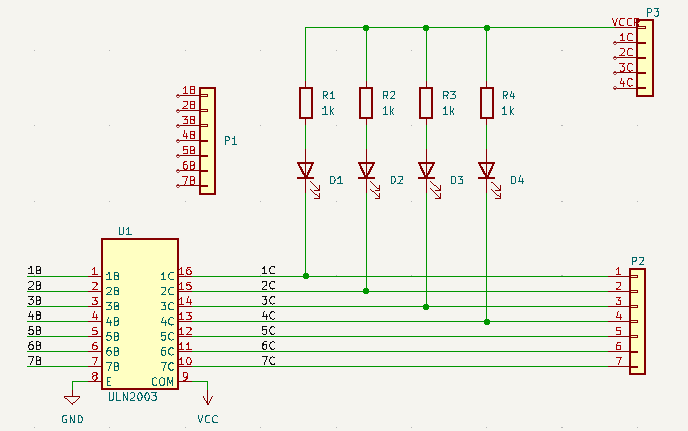 P3
VCCP
1C
2C
3C
4C
R1 R2 R3 R4
1k 1k 1k 1k
1B
2B
3B
4B
5B
6B
7B
P1
D1 D2 D3 D4
U1
P2
1B 1 1B 1C 16 1C 1
2B 2 2B 2C 15 2C 2
3B 3 3B 3C 14 3C 3
4B 4 4B 4C 13 4C 4
5B 5 5B 5C 12 5C 5
6B 6 6B 6C 11 6C 6
7B 7 7B 7C 10 7C 7
8 E COM 9
ULN2003
GND VCC